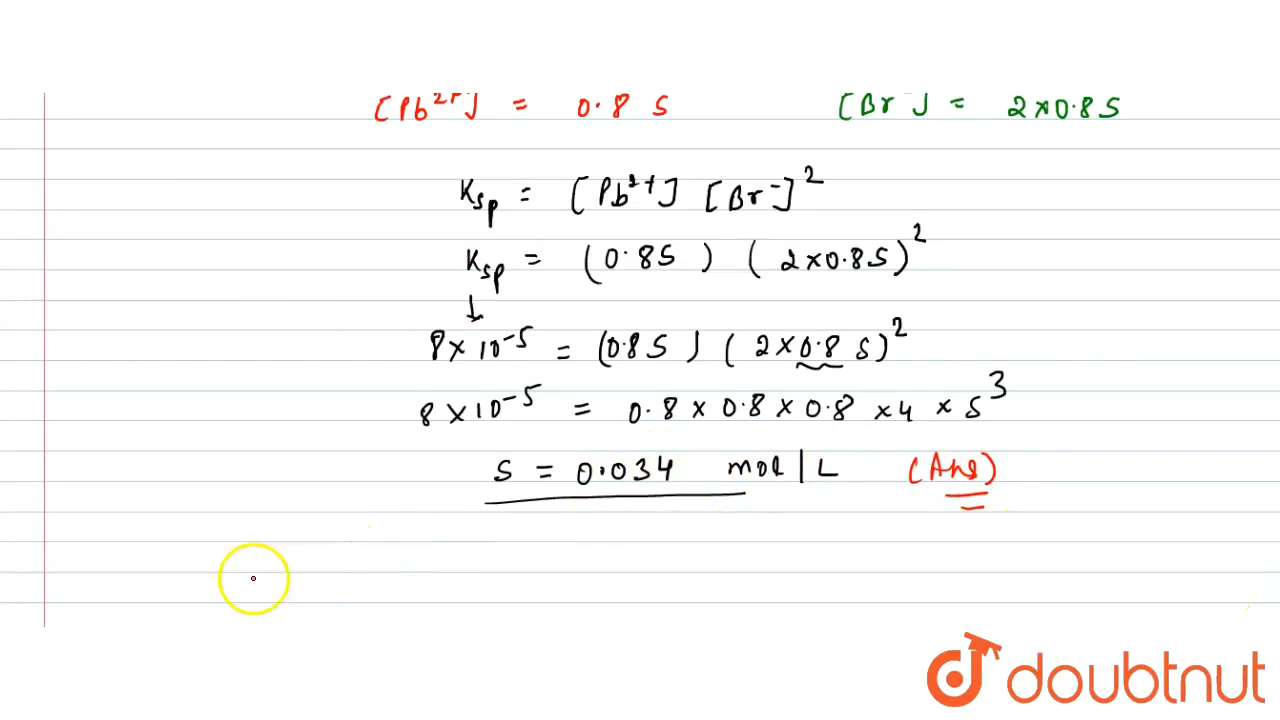 [Pb²⁺] = 0.8 S [Br⁻] = 2×0.8S
Ksp = [Pb²⁺] [Br⁻]²
Ksp = (0.8S) (2×0.8S)²
↓
8×10⁻⁵ = (0.8S) (2×0.8 S)²
8×10⁻⁵ = 0.8×0.8×0.8 ×4 × S³
S = 0.034 mol|L (Ans)
doubtnut